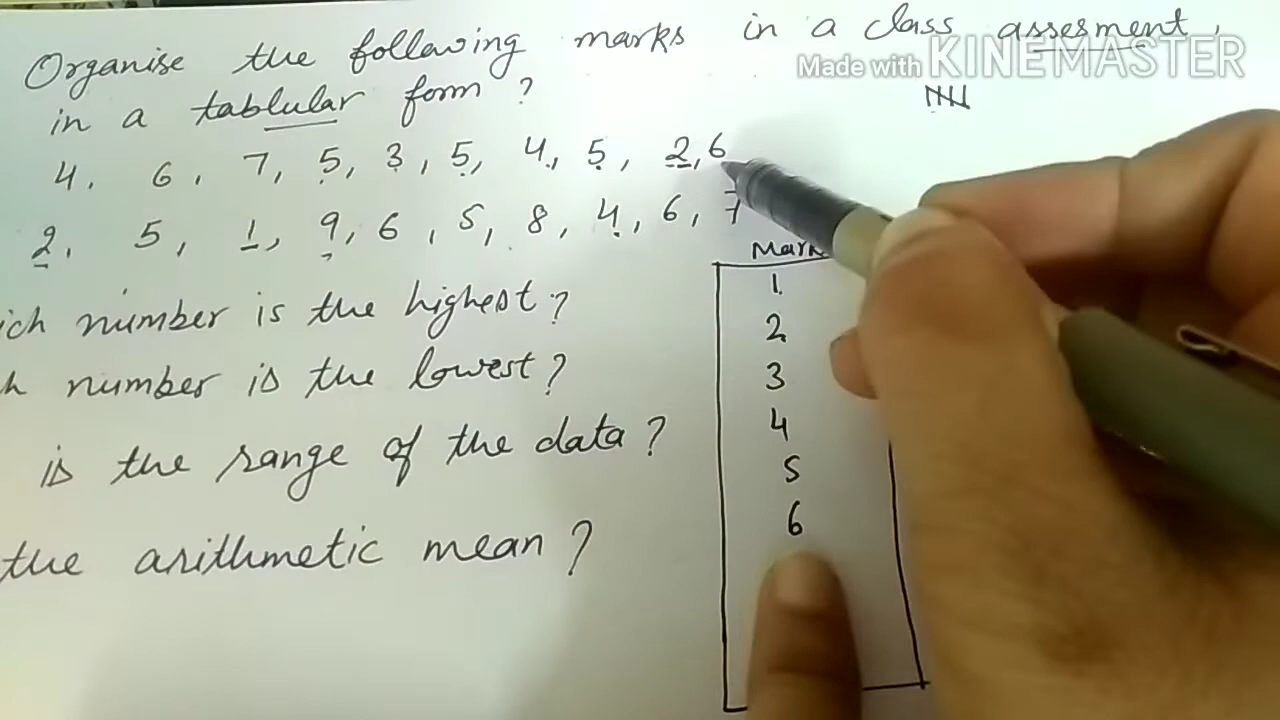 Organise the following marks in a class assesment,
Made with KINEMASTER
in a tablular form ?
4, 6, 7, 5, 3, 5, 4, 5, 2, 6
2, 5, 1, 9, 6, 5, 8, 4, 6, 7
number is the highest?
number is the lowest?
is the range of the data?
the arithmetic mean?
1
2
3
4
5
6